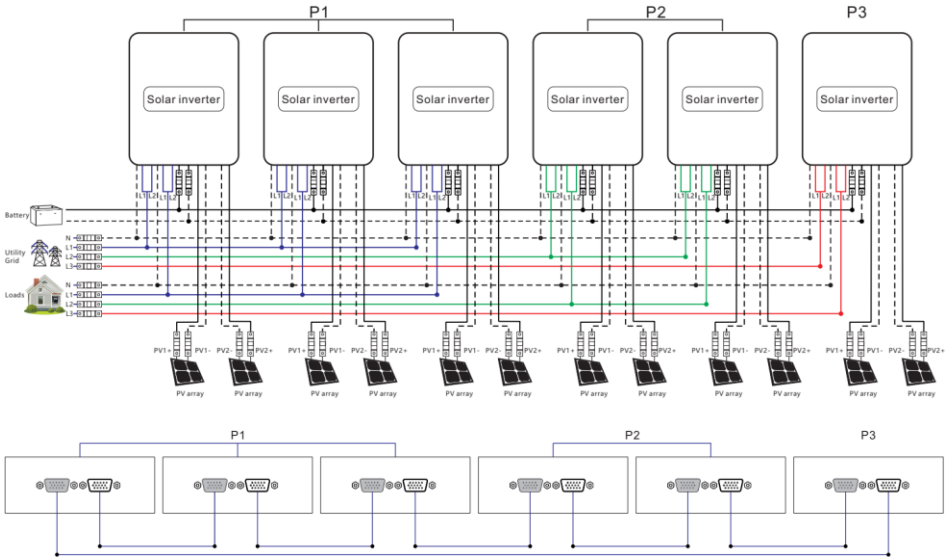 P1 P2 P3
Solar inverter Solar inverter Solar inverter Solar inverter Solar inverter Solar inverter
L1 L2 L1 L2 L1 L2 L1 L2 L1 L2 L1 L2 L1 L2 L1 L2 L1 L2 L1 L2 L1 L2 L1 L2
Battery
N
L1
Utility
Grid
L2
L3
N
Loads
L1
L2
L3
PV1+ PV1- PV2- PV2+ PV1+ PV1- PV2- PV2+ PV1+ PV1- PV2- PV2+ PV1+ PV1- PV2- PV2+ PV1+ PV1- PV2- PV2+ PV1+ PV1- PV2- PV2+
PV array PV array PV array PV array PV array PV array PV array PV array PV array PV array PV array PV array
P1 P2 P3